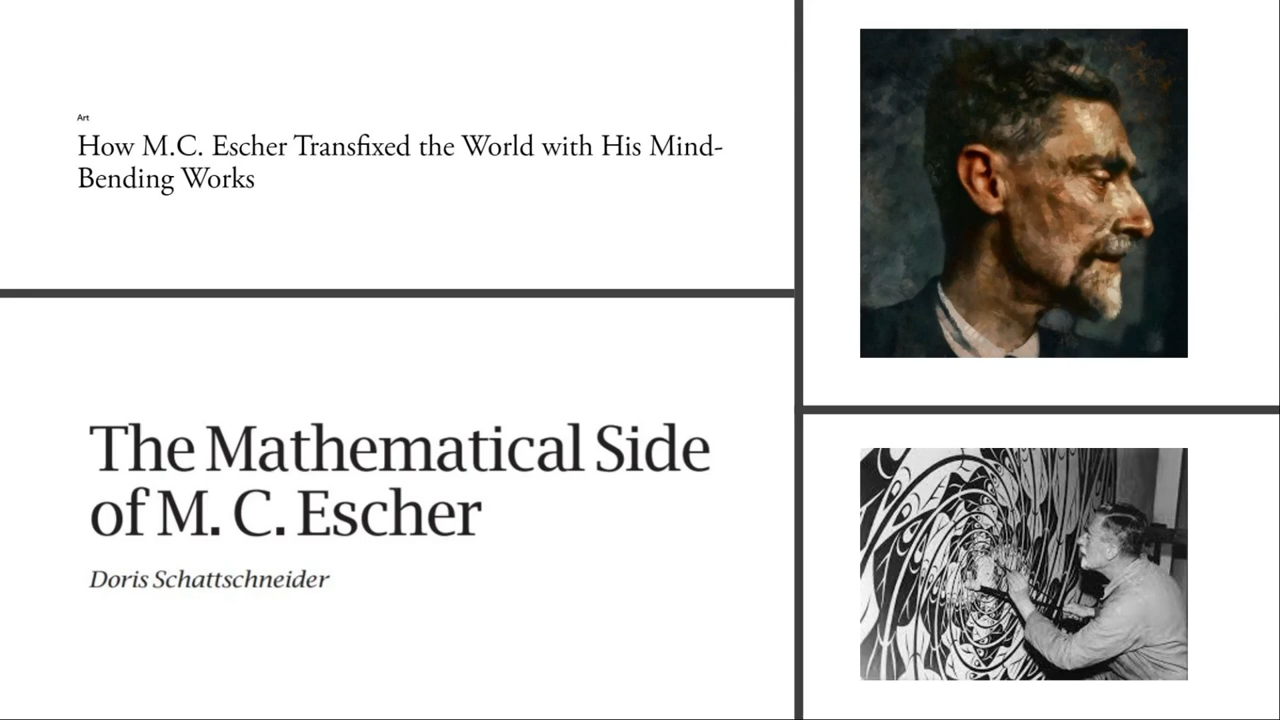 Art
How M.C. Escher Transfixed the World with His Mind-
Bending Works
The Mathematical Side
of M. C. Escher
Doris Schattschneider